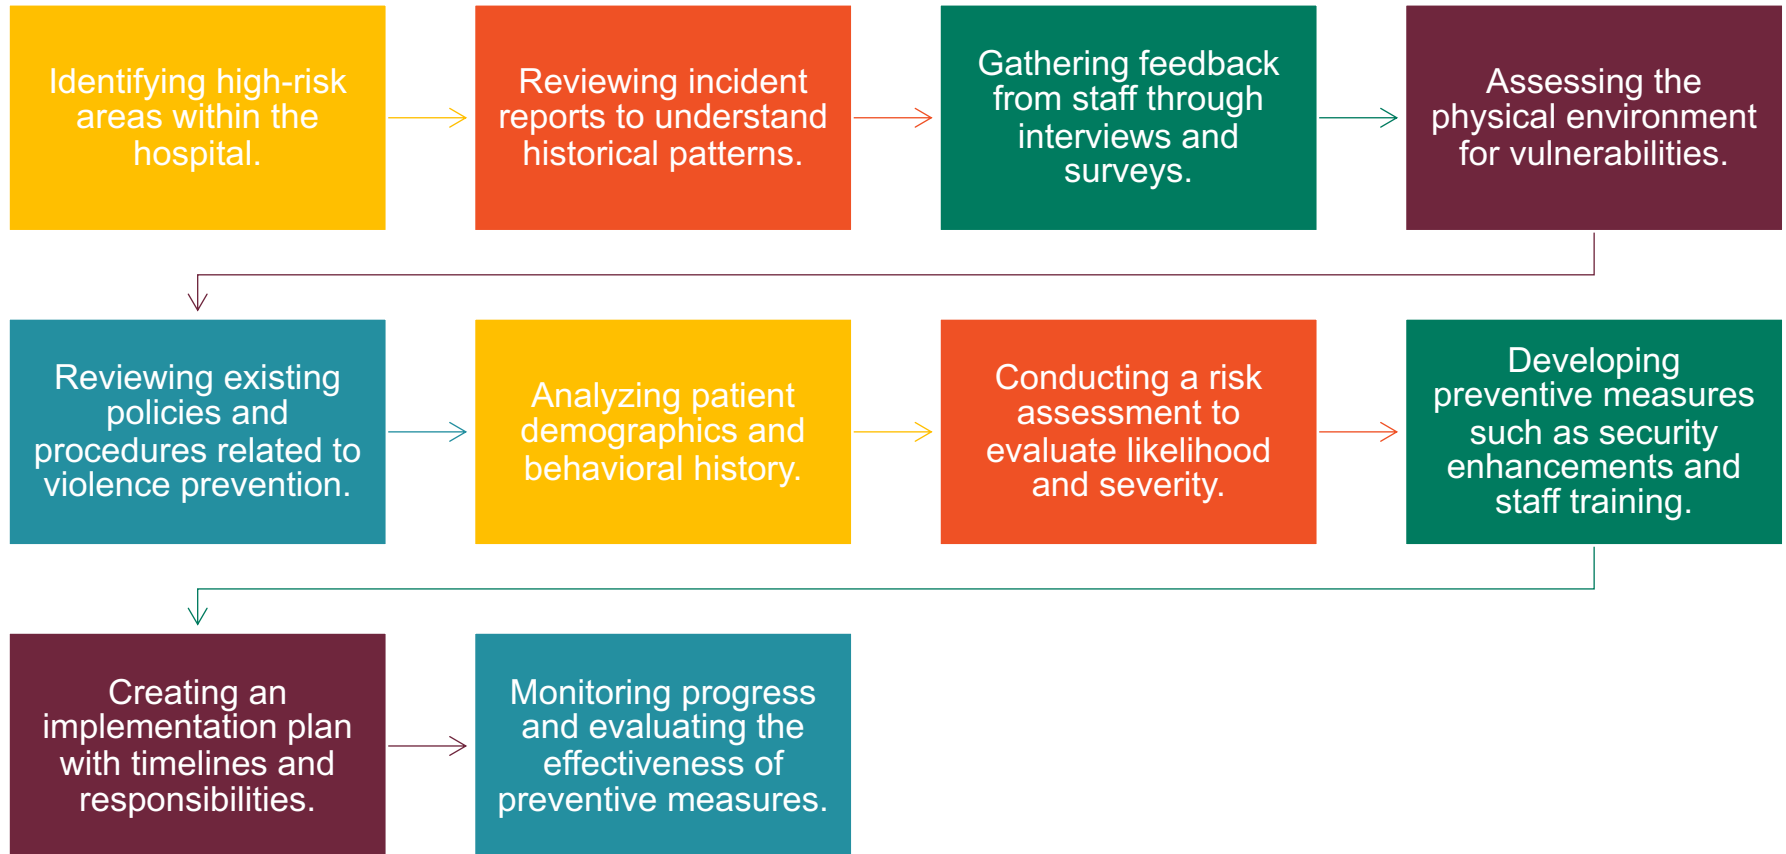 Identifying high-risk
areas within the
hospital.
Reviewing incident
reports to understand
historical patterns.
Gathering feedback
from staff through
interviews and
surveys.
Assessing the
physical environment
for vulnerabilities.
Reviewing existing
policies and
procedures related to
violence prevention.
Analyzing patient
demographics and
behavioral history.
Conducting a risk
assessment to
evaluate likelihood
and severity.
Developing
preventive measures
such as security
enhancements and
staff training.
Creating an
implementation plan
with timelines and
responsibilities.
Monitoring progress
and evaluating the
effectiveness of
preventive measures.